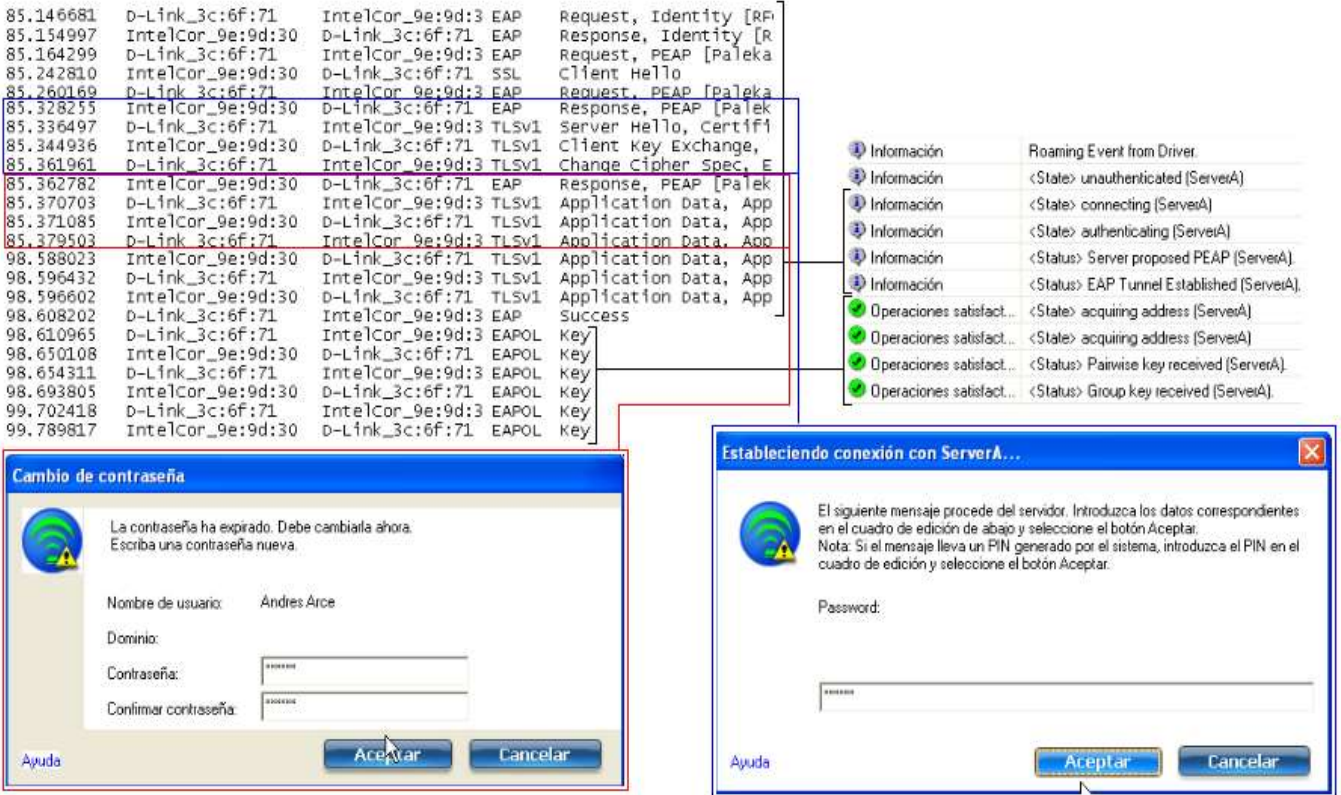 85.146681 D-Link_3c:6f:71 IntelCor_9e:9d:3 EAP Request, Identity [RF
85.154997 IntelCor_9e:9d:30 D-Link_3c:6f:71 EAP Response, Identity [R
85.164299 D-Link_3c:6f:71 IntelCor_9e:9d:3 EAP Request, PEAP [Paleka
85.242810 IntelCor_9e:9d:30 D-Link_3c:6f:71 SSL Client Hello
85.260169 D-Link_3c:6f:71 IntelCor_9e:9d:3 EAP Request, PEAP [Paleka
85.328255 IntelCor_9e:9d:30 D-Link_3c:6f:71 EAP Response, PEAP [Palek
85.336497 D-Link_3c:6f:71 IntelCor_9e:9d:3 TLSv1 Server Hello, Certifi
85.344936 IntelCor_9e:9d:30 D-Link_3c:6f:71 TLSv1 Client Key Exchange,
85.361961 D-Link_3c:6f:71 IntelCor_9e:9d:3 TLSv1 Change Cipher Spec, E
85.362782 IntelCor_9e:9d:30 D-Link_3c:6f:71 EAP Response, PEAP [Palek
85.370703 D-Link_3c:6f:71 IntelCor_9e:9d:3 TLSv1 Application Data, App
85.371085 IntelCor_9e:9d:30 D-Link_3c:6f:71 TLSv1 Application Data, App
85.379503 D-Link_3c:6f:71 IntelCor_9e:9d:3 TLSv1 Application Data, App
98.588023 IntelCor_9e:9d:30 D-Link_3c:6f:71 TLSv1 Application Data, App
98.596432 D-Link_3c:6f:71 IntelCor_9e:9d:3 TLSv1 Application Data, App
98.596602 IntelCor_9e:9d:30 D-Link_3c:6f:71 TLSv1 Application Data, App
98.608202 D-Link_3c:6f:71 IntelCor_9e:9d:3 EAP Success
98.610965 D-Link_3c:6f:71 IntelCor_9e:9d:3 EAPOL Key
98.650108 IntelCor_9e:9d:30 D-Link_3c:6f:71 EAPOL Key
98.654311 D-Link_3c:6f:71 IntelCor_9e:9d:3 EAPOL Key
98.693805 IntelCor_9e:9d:30 D-Link_3c:6f:71 EAPOL Key
99.702418 D-Link_3c:6f:71 IntelCor_9e:9d:3 EAPOL Key
99.789817 IntelCor_9e:9d:30 D-Link_3c:6f:71 EAPOL Key
Información Roaming Event from Driver.
Información <State> unauthenticated (ServerA)
Información <State> connecting (ServerA)
Información <State> authenticating (ServerA)
Información <Status> Server proposed PEAP (ServerA).
Información <Status> EAP Tunnel Established (ServerA).
Operaciones satisfact... <State> acquiring address (ServerA)
Operaciones satisfact... <State> acquiring address (ServerA)
Operaciones satisfact... <Status> Pairwise key received (ServerA).
Operaciones satisfact... <Status> Group key received (ServerA).
Cambio de contraseña
La contraseña ha expirado. Debe cambiarla ahora.
Escriba una contraseña nueva.
Nombre de usuario: Andres Arce
Dominio:
Contraseña:
Confirmar contraseña:
Ayuda
Aceptar Cancelar
Estableciendo conexión con ServerA...
El siguiente mensaje procede del servidor. Introduzca los datos correspondientes
en el cuadro de edición de abajo y seleccione el botón Aceptar.
Nota: Si el mensaje lleva un PIN generado por el sistema, introduzca el PIN en el
cuadro de edición y seleccione el botón Aceptar.
Password:
Ayuda
Aceptar Cancelar